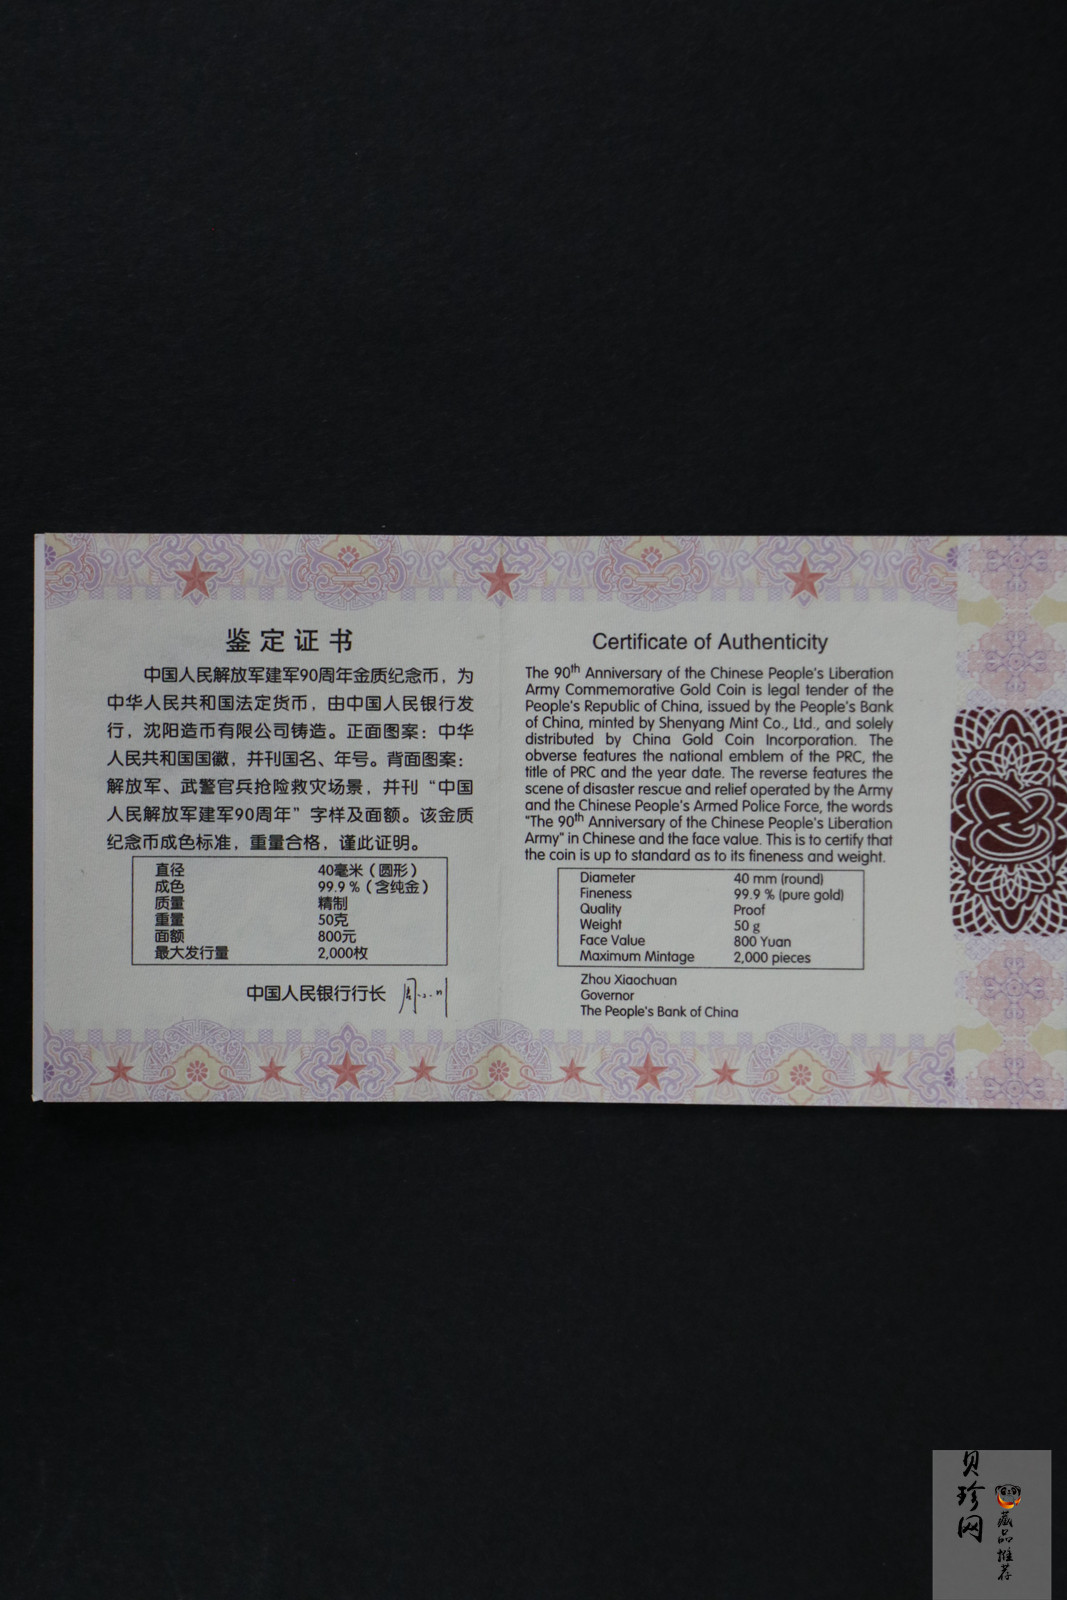 鉴定证书
中国人民解放军建军90周年金质纪念币，为
中华人民共和国法定货币，由中国人民银行发
行，沈阳造币有限公司铸造。正面图案：中华
人民共和国国徽，并刊国名、年号。背面图案：
解放军、武警官兵抢险救灾场景，并刊“中国
人民解放军建军90周年”字样及面额。该金质
纪念币成色标准，重量合格，谨此证明。
直径 40毫米（圆形）
成色 99.9 %（含纯金）
质量 精制
重量 50克
面额 800元
最大发行量 2,000枚
中国人民银行行长 周小川
Certificate of Authenticity
The 90th Anniversary of the Chinese People's Liberation
Army Commemorative Gold Coin is legal tender of the
People's Republic of China, issued by the People's Bank
of China, minted by Shenyang Mint Co., Ltd., and solely
distributed by China Gold Coin Incorporation. The
obverse features the national emblem of the PRC, the
title of PRC and the year date. The reverse features the
scene of disaster rescue and relief operated by the Army
and the Chinese People's Armed Police Force, the words
"The 90th Anniversary of the Chinese People's Liberation
Army" in Chinese and the face value. This is to certify that
the coin is up to standard as to its fineness and weight.
Diameter 40 mm (round)
Fineness 99.9 % (pure gold)
Quality Proof
Weight 50 g
Face Value 800 Yuan
Maximum Mintage 2,000 pieces
Zhou Xiaochuan
Governor
The People's Bank of China
贝珍网
藏品推荐